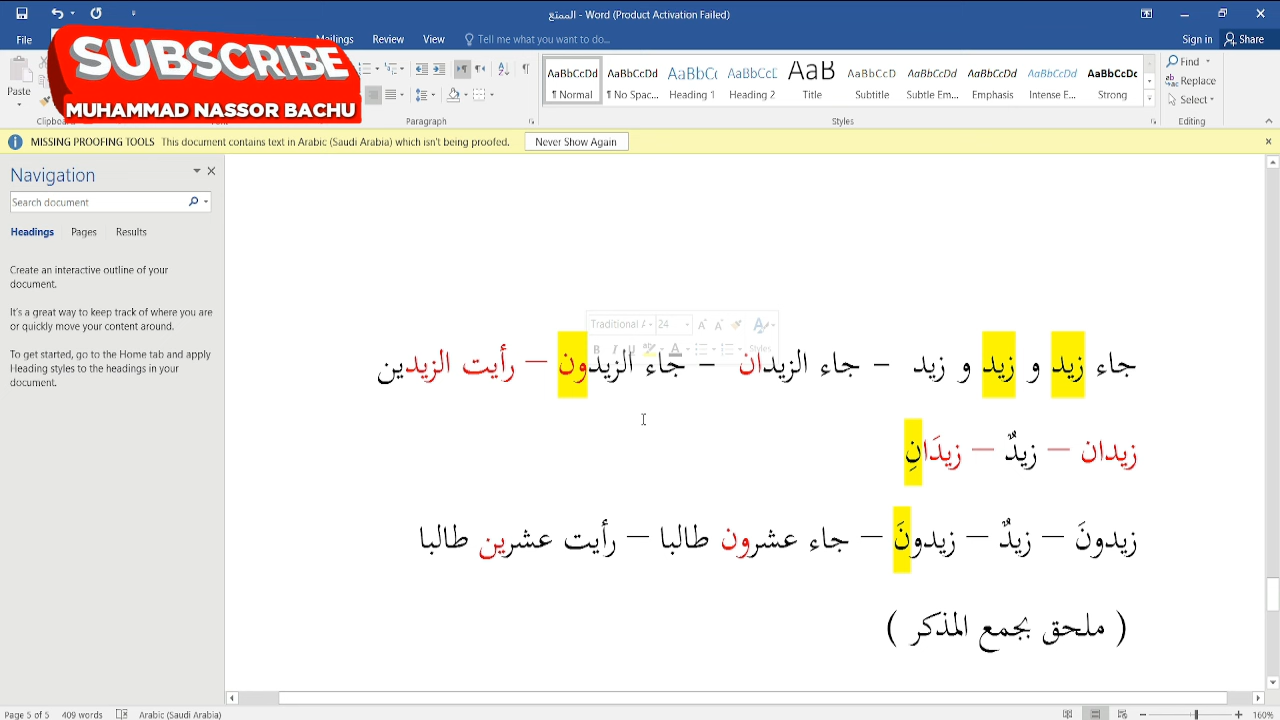 الممتع - Word (Product Activation Failed)
File
Mailings
Review
View
Tell me what you want to do...
Sign in
Share
SUBSCRIBE
MUHAMMAD NASSOR BACHU
Paste
Clipboard
Paragraph
AaBbCcDd
¶ Normal
AaBbCcDd
¶ No Spac...
AaBbCc
Heading 1
AaBbCcE
Heading 2
AaB
Title
AaBbCcD
Subtitle
AaBbCcDd
Subtle Em...
AaBbCcDd
Emphasis
AaBbCcDd
Intense E...
AaBbCcDc
Strong
Styles
Find
Replace
Select
Editing
MISSING PROOFING TOOLS This document contains text in Arabic (Saudi Arabia) which isn't being proofed.
Never Show Again
Navigation
Search document
Headings
Pages
Results
Create an interactive outline of your
document.
It's a great way to keep track of where you are
or quickly move your content around.
To get started, go to the Home tab and apply
Heading styles to the headings in your
document.
Traditional A
24
B I U
Styles
جاء زيد و زيد و زيد – جاء الزيدان – جاء الزيدون – رأيت الزيدين
زيدان – زيدٌ – زيدَانِ
زيدونَ – زيدٌ – زيدونَ – جاء عشرون طالبا – رأيت عشرين طالبا
( ملحق بجمع المذكر )
Page 5 of 5
409 words
Arabic (Saudi Arabia)
160%